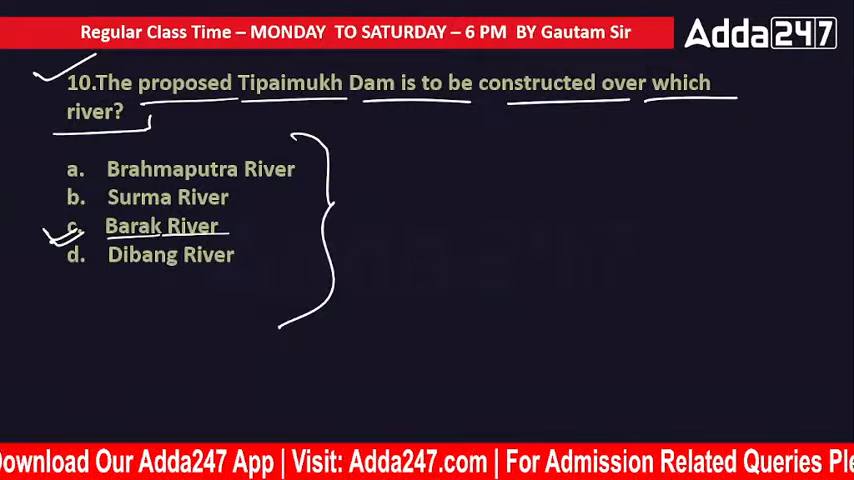 Regular Class Time – MONDAY TO SATURDAY – 6 PM BY Gautam Sir
Adda247
10.The proposed Tipaimukh Dam is to be constructed over which
river?
a. Brahmaputra River
b. Surma River
c. Barak River
d. Dibang River
Download Our Adda247 App | Visit: Adda247.com | For Admission Related Queries Ple